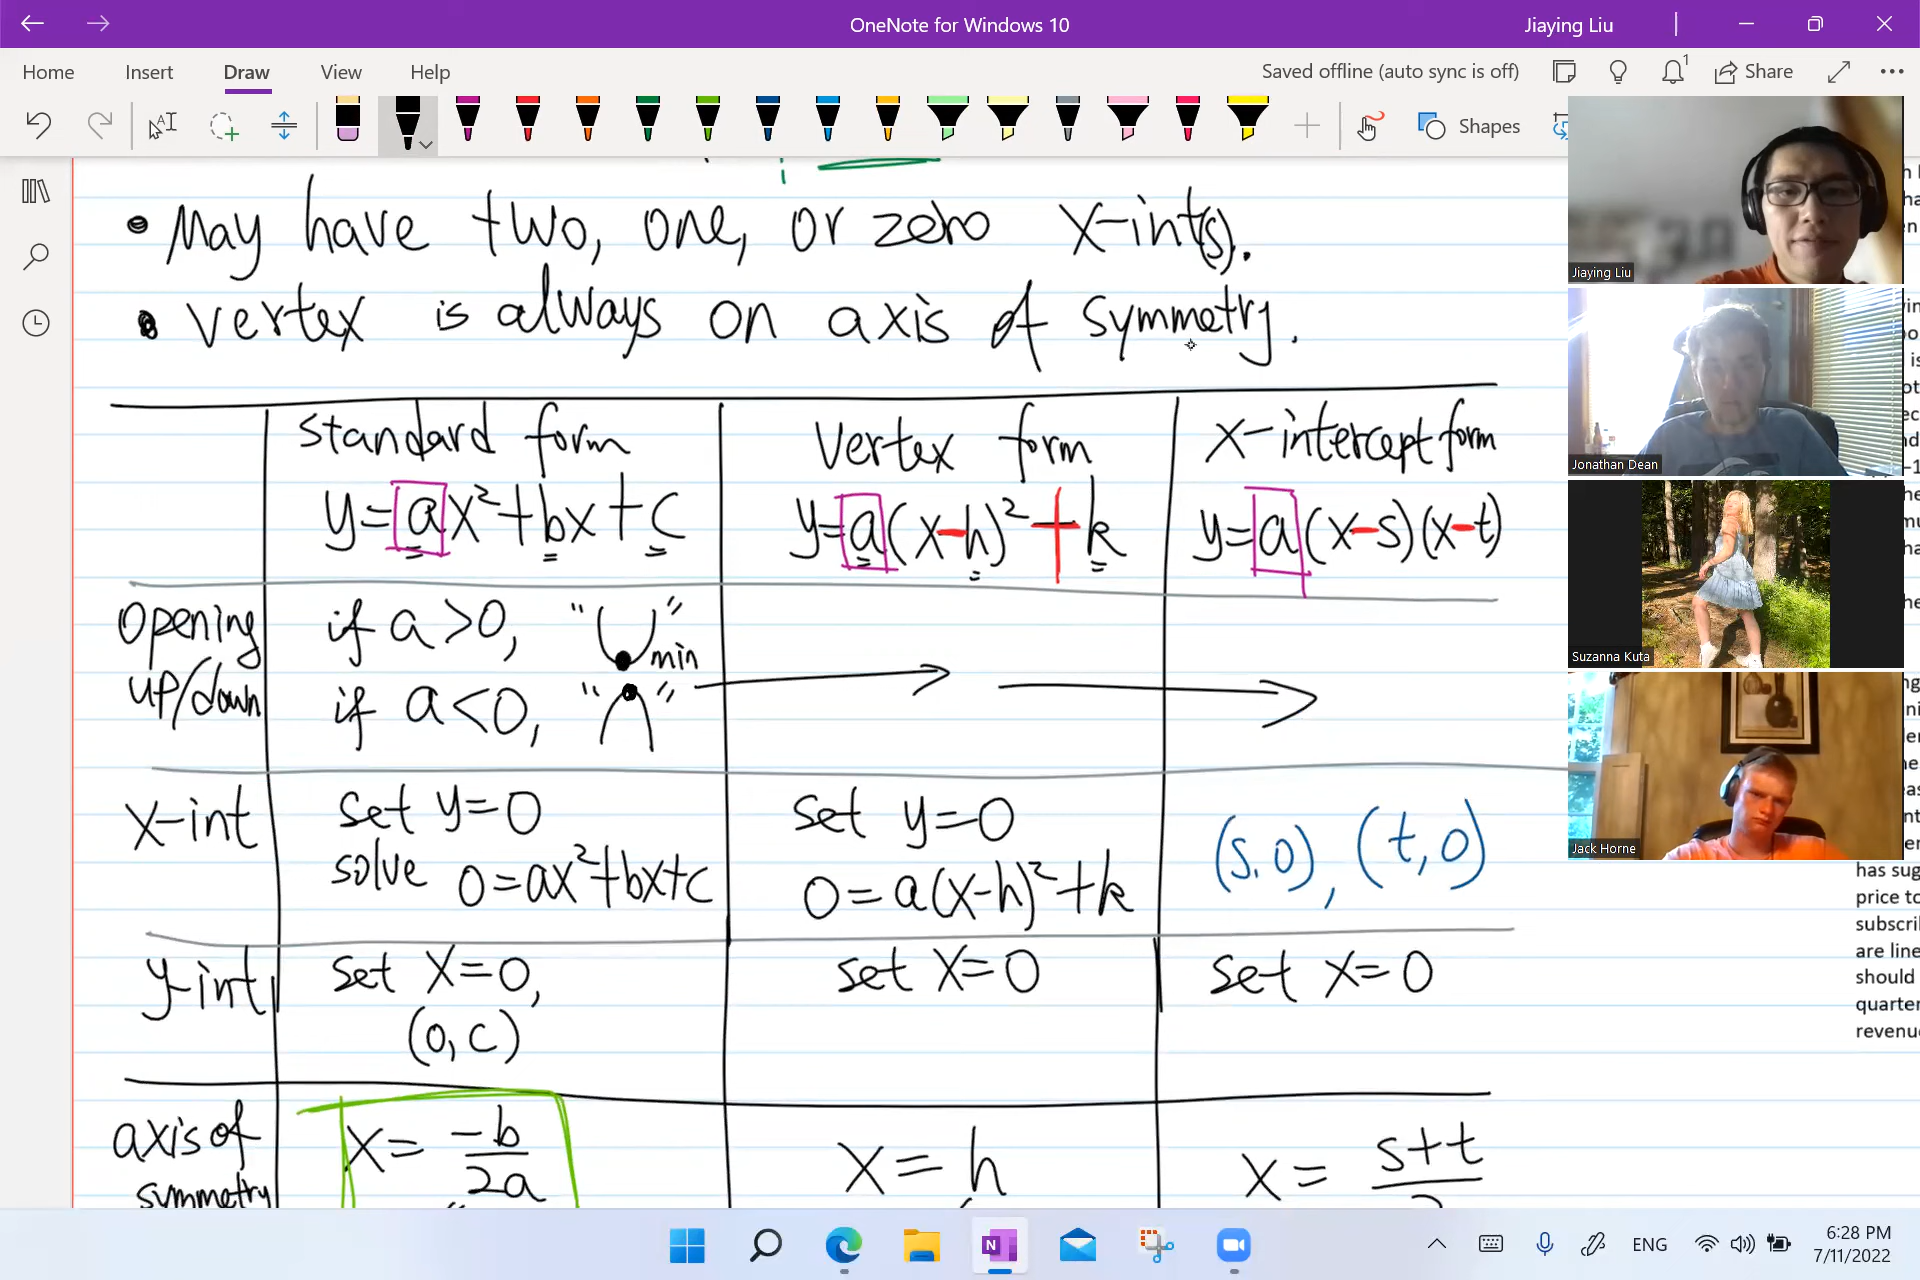 OneNote for Windows 10
Jiaying Liu
Home Insert Draw View Help
Saved offline (auto sync is off)
1
Share
Shapes
• May have two, one, or zero x-int(s).
• Vertex is always on axis of symmetry.
Standard form
y=ax²+bx+c
Vertex form
y=a(x-h)²+k
X-intercept form
y=a(x-s)(x-t)
Opening up/down
if a>0, "∪" min
if a<0, "∩"
x-int
set y=0
solve 0=ax²+bx+c
set y=0
0=a(x-h)²+k
(s,0), (t,0)
y-int
set x=0,
(0,c)
set x=0
set x=0
axis of
symmetry
x= -b/2a
x=h
x= s+t
Jiaying Liu
Jonathan Dean
Suzanna Kuta
Jack Horne
has sug
price to
subscri
are line
should
quarter
revenu
ENG
6:28 PM
7/11/2022